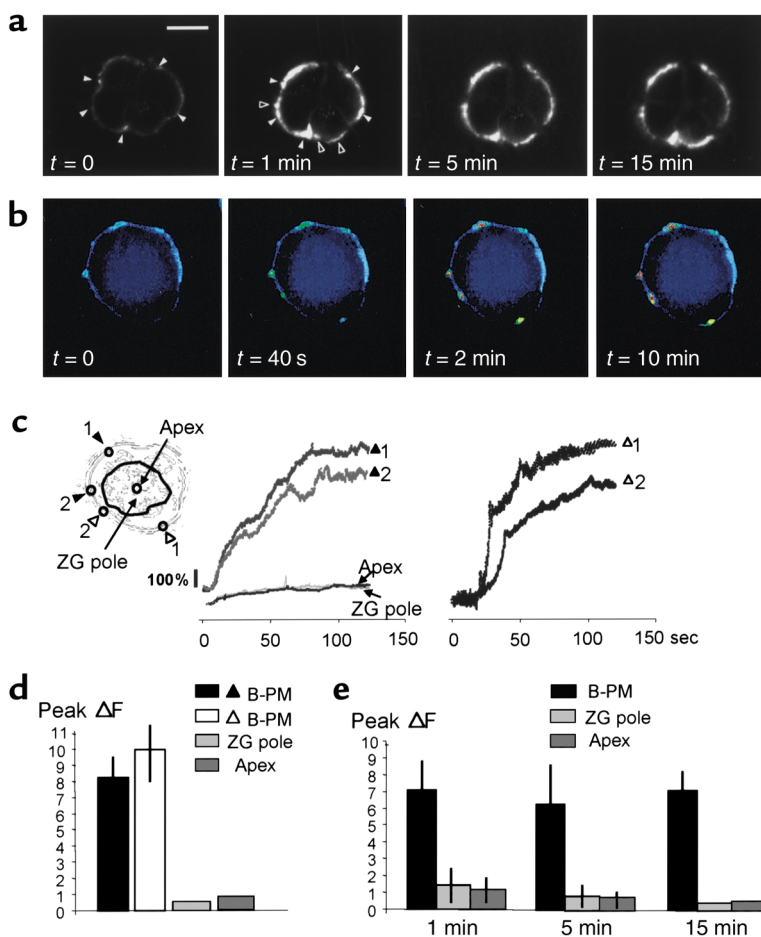 a
t = 0
t = 1 min
t = 5 min
t = 15 min
b
t = 0
t = 40 s
t = 2 min
t = 10 min
c
1
Apex
2
2
1
ZG pole
100%
▲1
▲2
Apex
ZG pole
0 50 100 150
△1
△2
0 50 100 150 sec
d
Peak ΔF
▲ B-PM
△ B-PM
ZG pole
Apex
11
10
9
8
7
6
5
4
3
2
1
0
e
Peak ΔF
B-PM
ZG pole
Apex
10
9
8
7
6
5
4
3
2
1
0
1 min 5 min 15 min